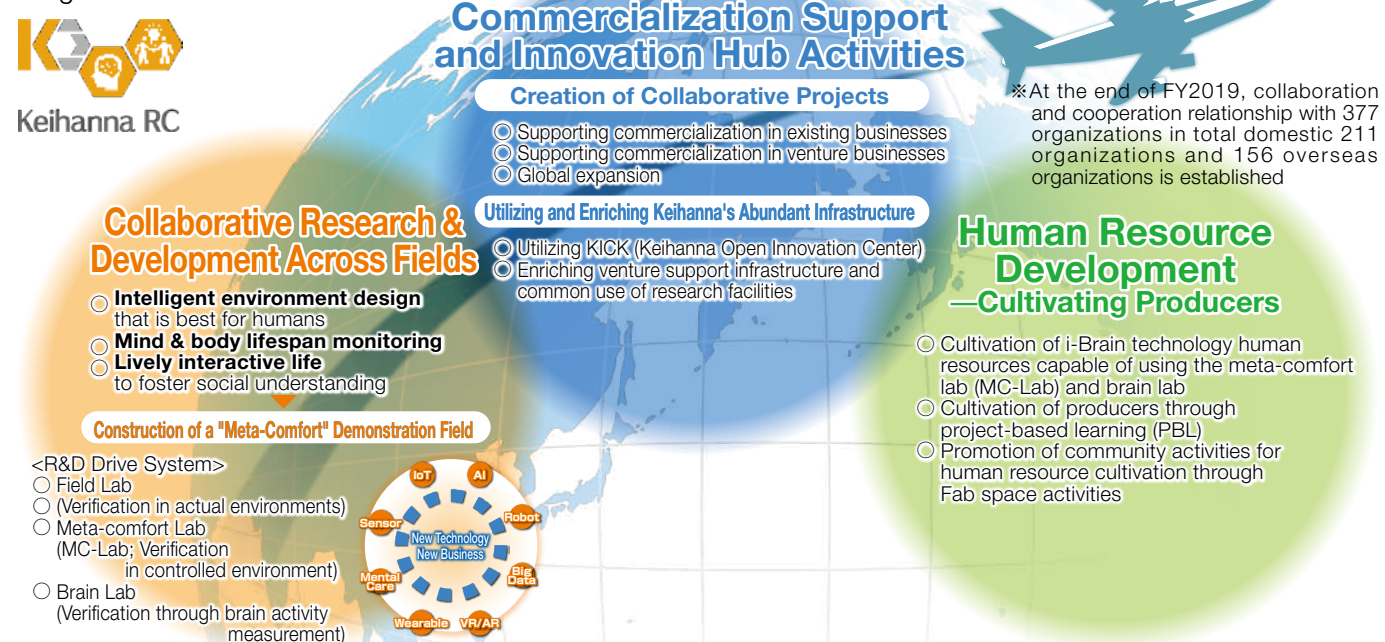 Keihanna RC
Commercialization Support
and Innovation Hub Activities
Creation of Collaborative Projects
◎ Supporting commercialization in existing businesses
◎ Supporting commercialization in venture businesses
◎ Global expansion
Utilizing and Enriching Keihanna's Abundant Infrastructure
◎ Utilizing KICK (Keihanna Open Innovation Center)
◎ Enriching venture support infrastructure and
common use of research facilities
※At the end of FY2019, collaboration
and cooperation relationship with 377
organizations in total domestic 211
organizations and 156 overseas
organizations is established
Collaborative Research &
Development Across Fields
○ Intelligent environment design
that is best for humans
○ Mind & body lifespan monitoring
○ Lively interactive life
to foster social understanding
Construction of a "Meta-Comfort" Demonstration Field
<R&D Drive System>
○ Field Lab
○ (Verification in actual environments)
○ Meta-comfort Lab
(MC-Lab; Verification
in controlled environment)
○ Brain Lab
(Verification through brain activity
measurement)
IoT
AI
Sensor
Robot
New Technology
New Business
Mental
Care
Big
Data
Wearable
VR/AR
Human Resource
Development
—Cultivating Producers
○ Cultivation of i-Brain technology human
resources capable of using the meta-comfort
lab (MC-Lab) and brain lab
○ Cultivation of producers through
project-based learning (PBL)
○ Promotion of community activities for
human resource cultivation through
Fab space activities